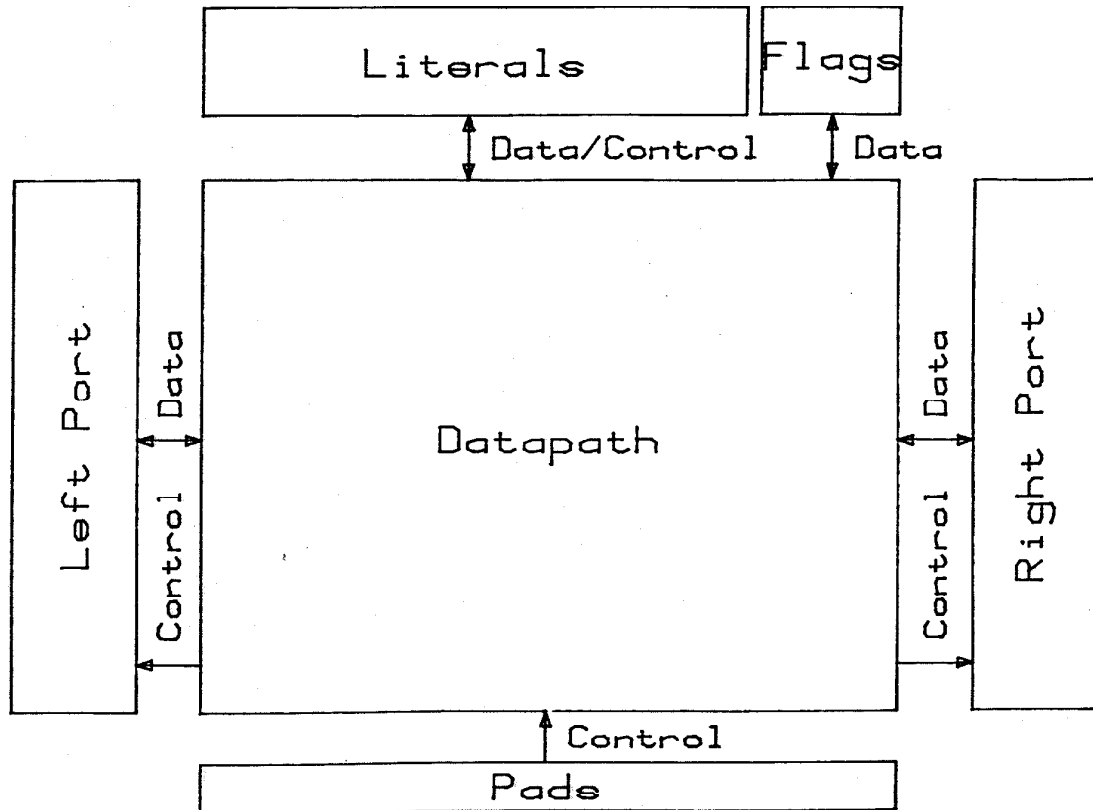 Literals
Flags
Data/Control
Data
Left Port
Data
Control
Datapath
Data
Control
Right Port
Control
Pads